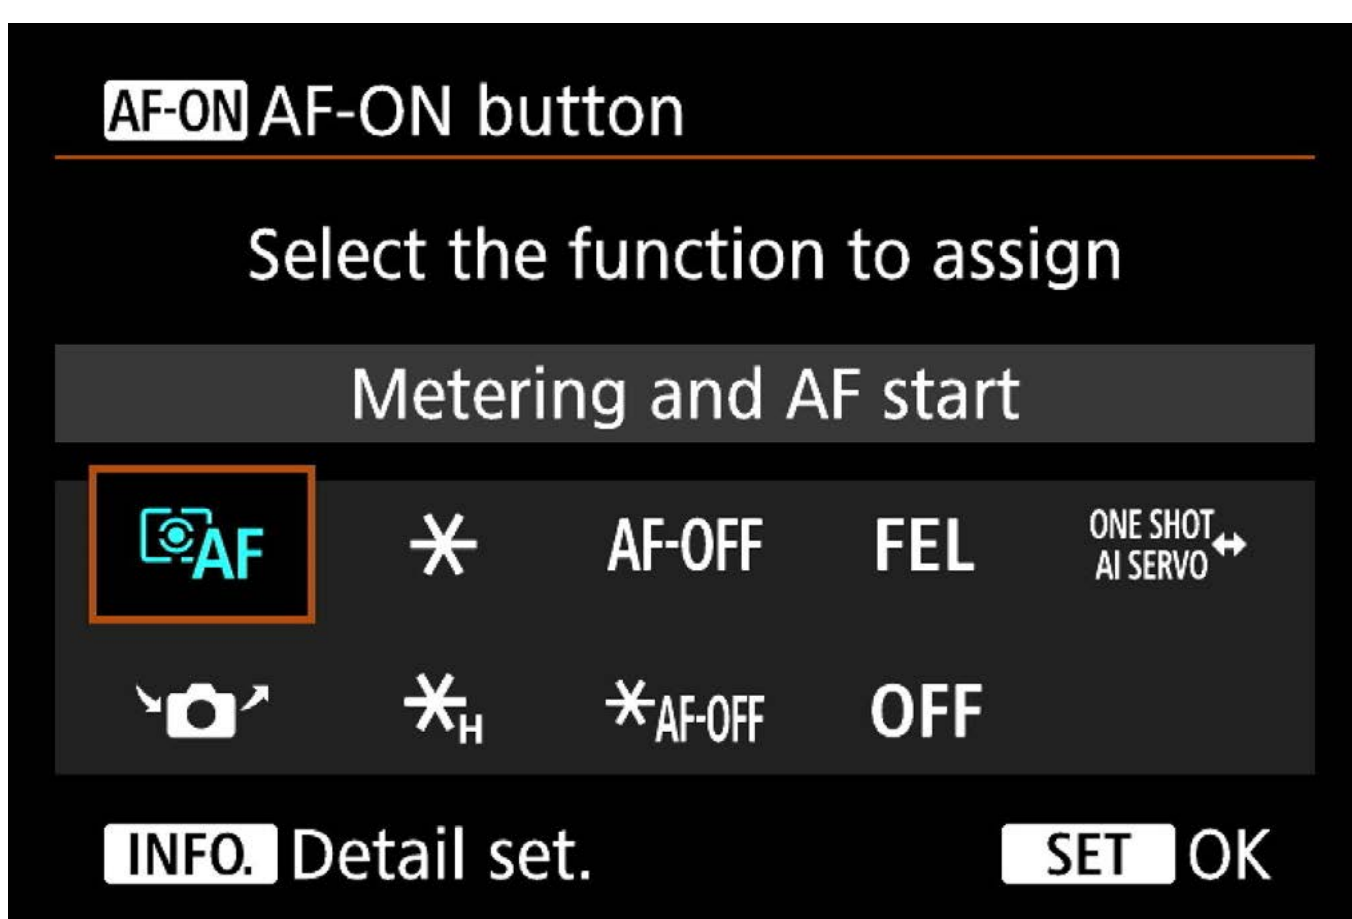 AF-ON AF-ON button
Select the function to assign
Metering and AF start
AF * AF-OFF FEL ONE SHOT
AI SERVO
*H *AF-OFF OFF
INFO. Detail set. SET OK